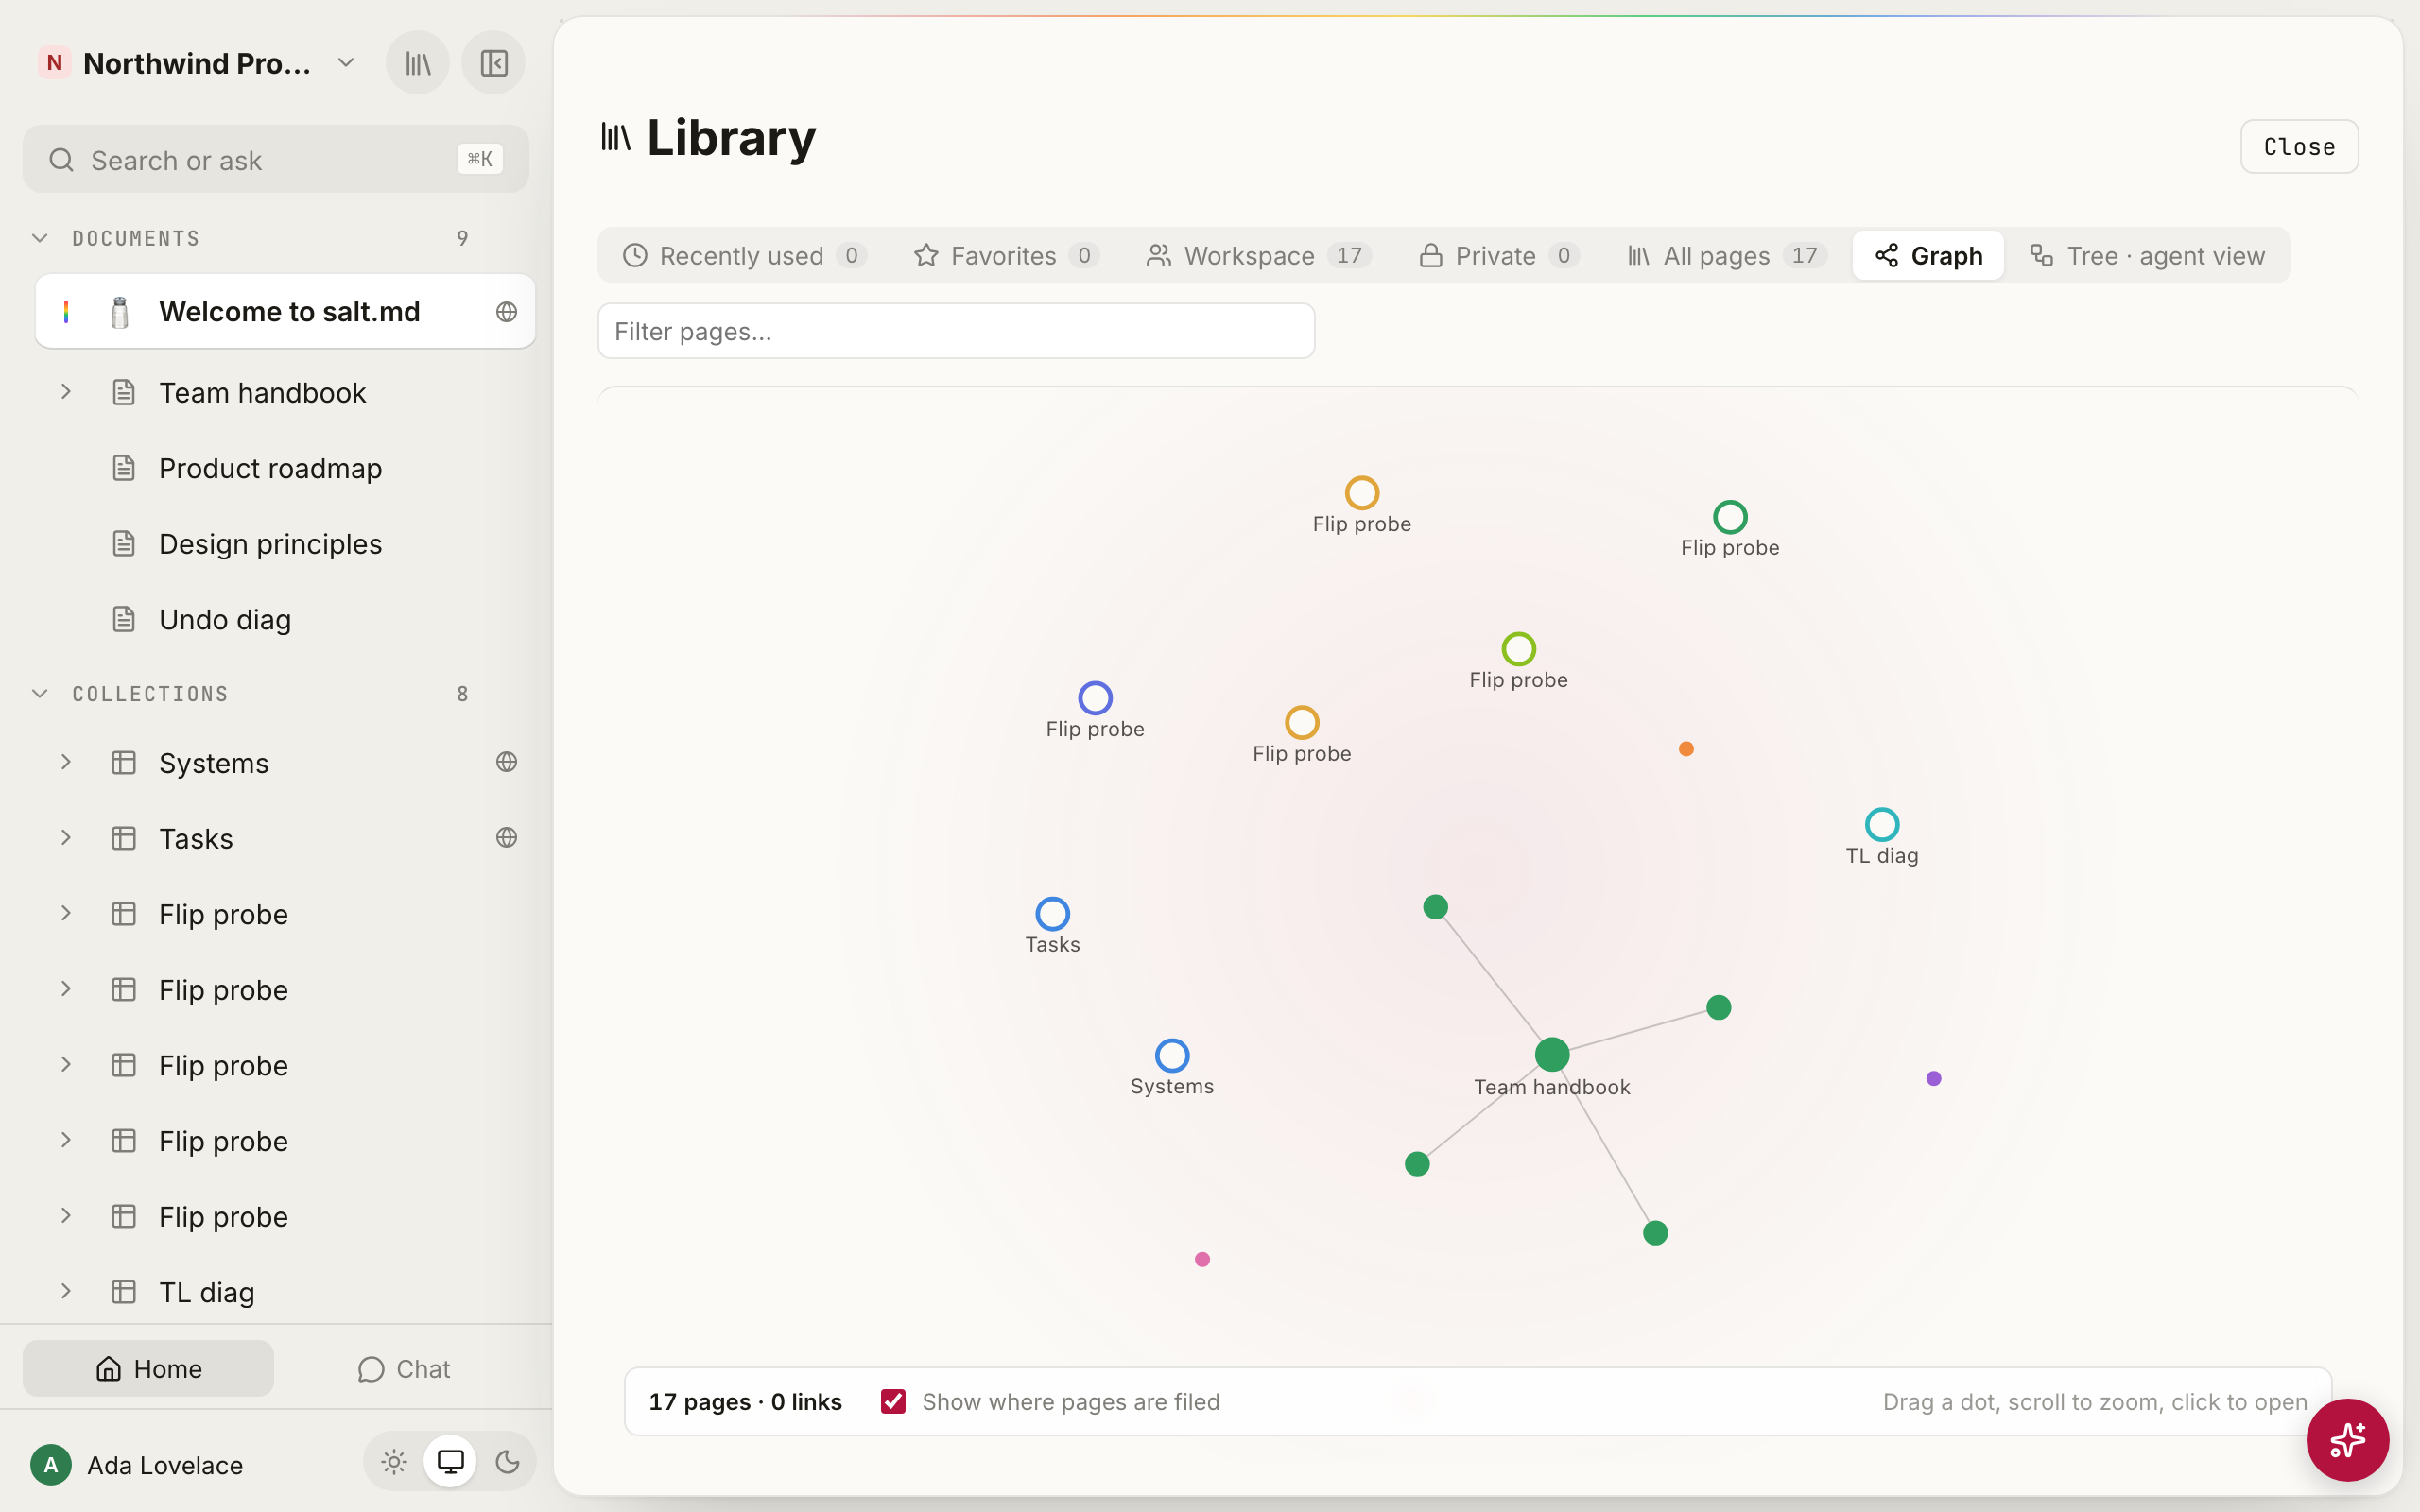 N Northwind Pro...
Search or ask ⌘K
DOCUMENTS 9
Welcome to salt.md
Team handbook
Product roadmap
Design principles
Undo diag
COLLECTIONS 8
Systems
Tasks
Flip probe
Flip probe
Flip probe
Flip probe
Flip probe
TL diag
Home Chat
A Ada Lovelace
Library
Close
Recently used 0 Favorites 0 Workspace 17 Private 0 All pages 17 Graph Tree · agent view
Filter pages...
Flip probe
Flip probe
Flip probe
Flip probe
Flip probe
TL diag
Tasks
Systems
Team handbook
17 pages · 0 links Show where pages are filed Drag a dot, scroll to zoom, click to open